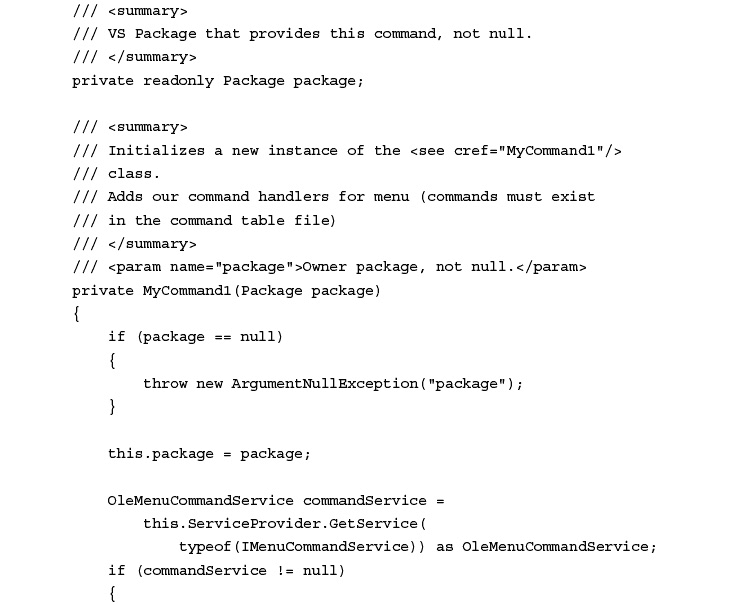 /// <summary>
/// VS Package that provides this command, not null.
/// </summary>
private readonly Package package;

/// <summary>
/// Initializes a new instance of the <see cref="MyCommand1"/>
/// class.
/// Adds our command handlers for menu (commands must exist
/// in the command table file)
/// </summary>
/// <param name="package">Owner package, not null.</param>
private MyCommand1(Package package)
{
    if (package == null)
    {
        throw new ArgumentNullException("package");
    }

    this.package = package;

    OleMenuCommandService commandService =
        this.ServiceProvider.GetService(
            typeof(IMenuCommandService)) as OleMenuCommandService;
    if (commandService != null)
    {